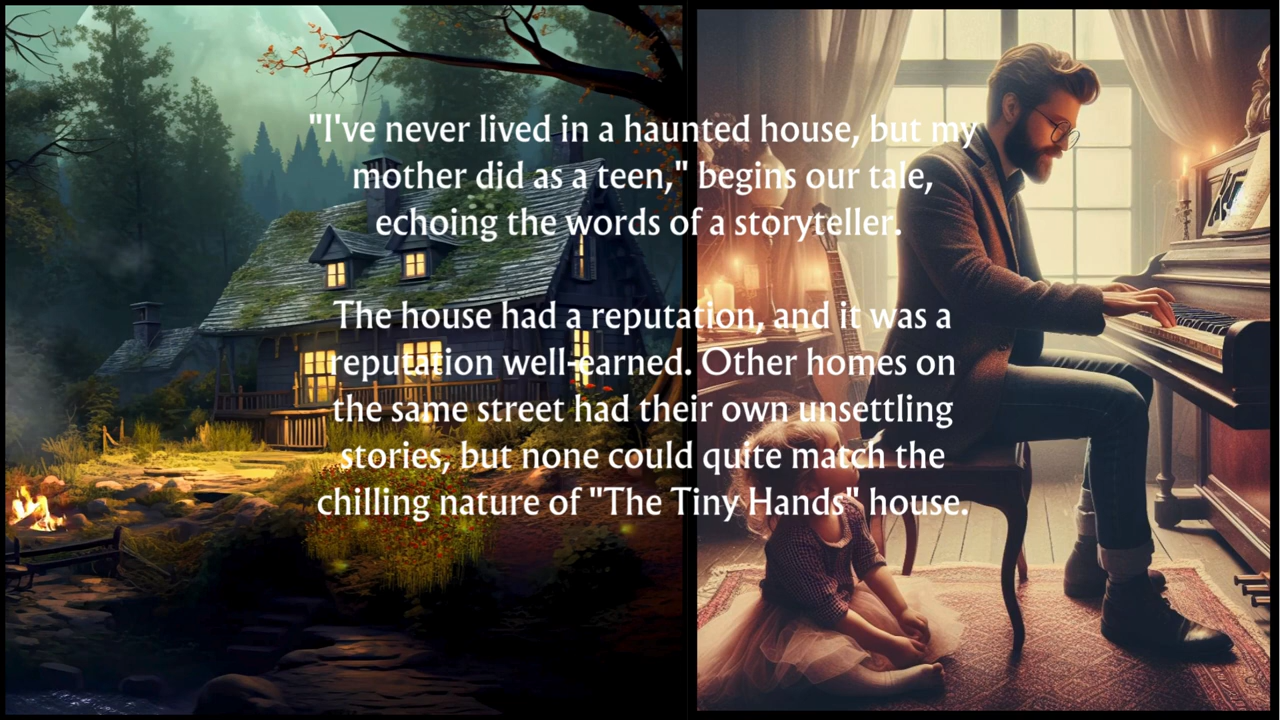 "I've never lived in a haunted house, but my
mother did as a teen," begins our tale,
echoing the words of a storyteller.
The house had a reputation, and it was a
reputation well-earned. Other homes on
the same street had their own unsettling
stories, but none could quite match the
chilling nature of "The Tiny Hands" house.